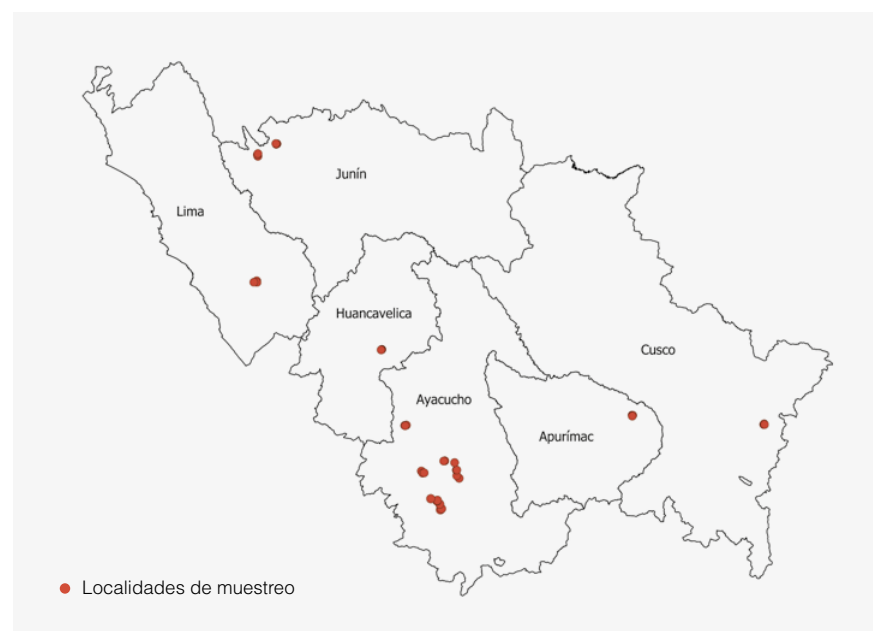 Junín
Lima
Huancavelica
Cusco
Ayacucho
Apurímac
Localidades de muestreo